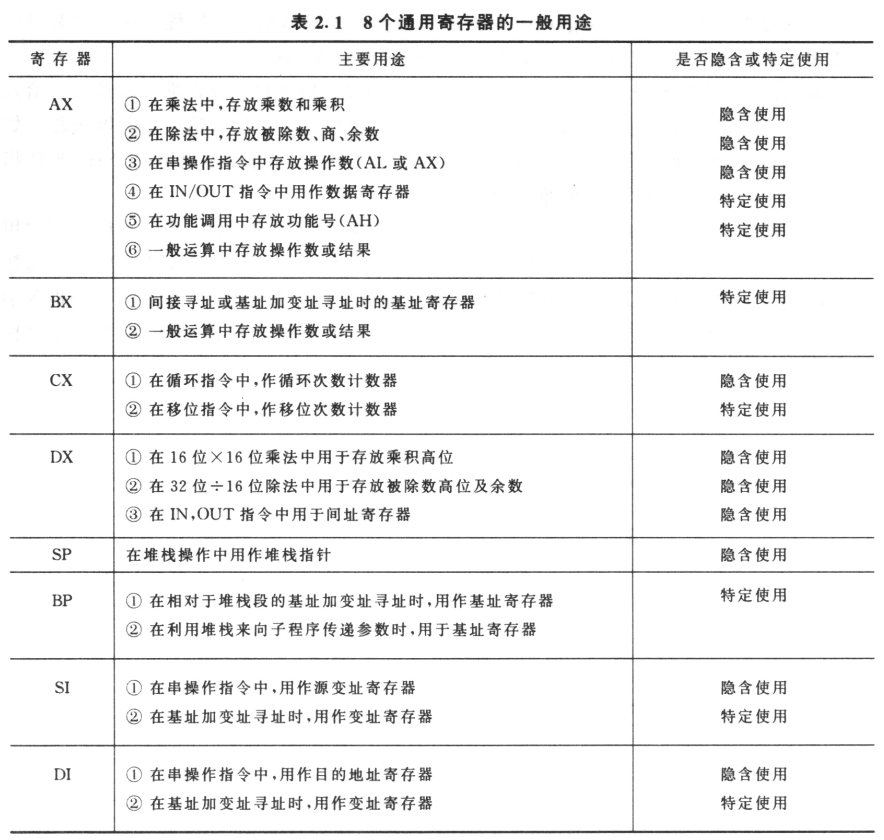 表 2.1 8个通用寄存器的一般用途
寄存器 主要用途 是否隐含或特定使用
AX ① 在乘法中,存放乘数和乘积 隐含使用
② 在除法中,存放被除数、商、余数 隐含使用
③ 在串操作指令中存放操作数(AL 或 AX) 隐含使用
④ 在 IN/OUT 指令中用作数据寄存器 特定使用
⑤ 在功能调用中存放功能号(AH) 特定使用
⑥ 一般运算中存放操作数或结果
BX ① 间接寻址或基址加变址寻址时的基址寄存器 特定使用
② 一般运算中存放操作数或结果
CX ① 在循环指令中,作循环次数计数器 隐含使用
② 在移位指令中,作移位次数计数器 特定使用
DX ① 在 16 位×16 位乘法中用于存放乘积高位 隐含使用
② 在 32 位÷16 位除法中用于存放被除数高位及余数 隐含使用
③ 在 IN,OUT 指令中用于间址寄存器 隐含使用
SP 在堆栈操作中用作堆栈指针 隐含使用
BP ① 在相对于堆栈段的基址加变址寻址时,用作基址寄存器 特定使用
② 在利用堆栈来向子程序传递参数时,用于基址寄存器
SI ① 在串操作指令中,用作源变址寄存器 隐含使用
② 在基址加变址寻址时,用作变址寄存器 特定使用
DI ① 在串操作指令中,用作目的地址寄存器 隐含使用
② 在基址加变址寻址时,用作变址寄存器 特定使用